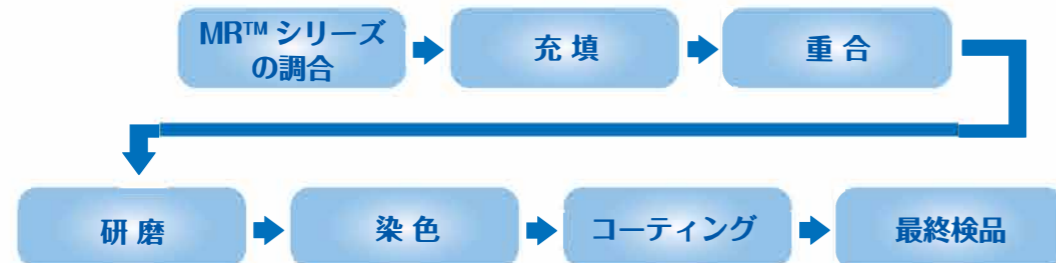 MR™ シリーズ
の調合
充填
重合
研磨
染色
コーティング
最終検品